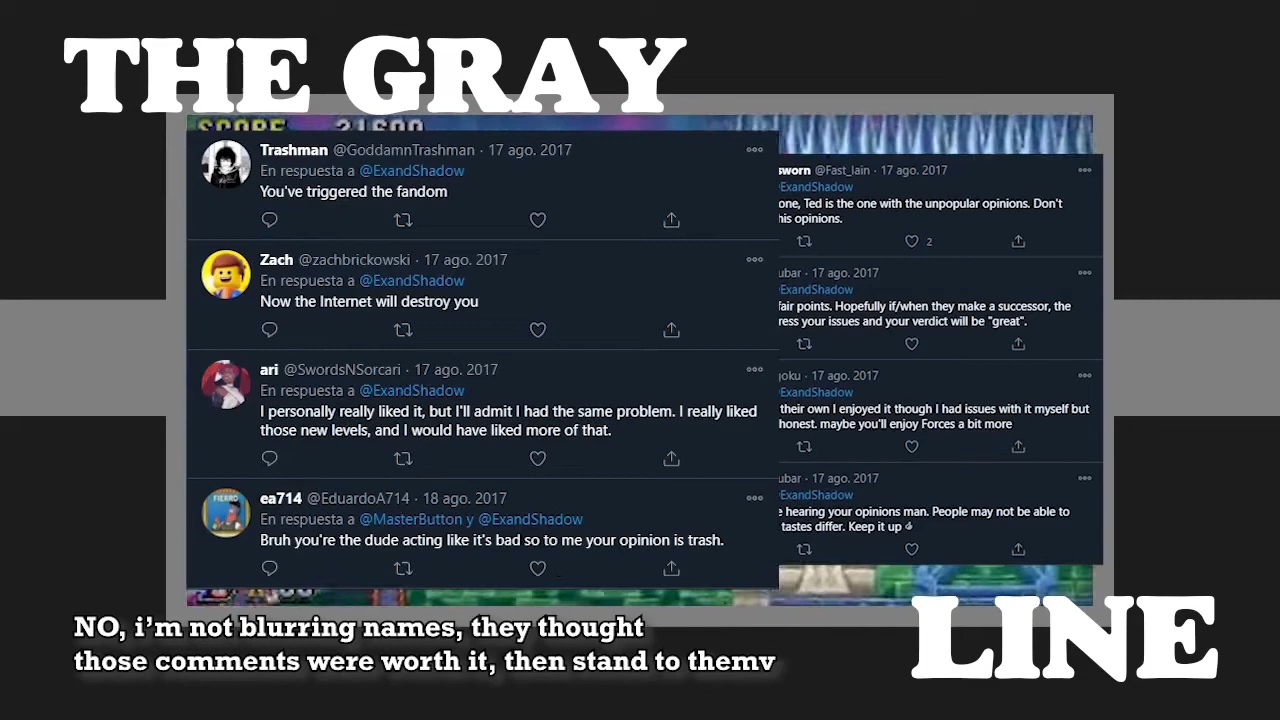 THE GRAY
SCORE 21600
Trashman @GoddamnTrashman · 17 ago. 2017
En respuesta a @ExandShadow
You've triggered the fandom
Zach @zachbrickowski · 17 ago. 2017
En respuesta a @ExandShadow
Now the Internet will destroy you
ari @SwordsNSorcari · 17 ago. 2017
En respuesta a @ExandShadow
I personally really liked it, but I'll admit I had the same problem. I really liked
those new levels, and I would have liked more of that.
ea714 @EduardoA714 · 18 ago. 2017
En respuesta a @MasterButton y @ExandShadow
Bruh you're the dude acting like it's bad so to me your opinion is trash.
sworn @Fast_lain · 17 ago. 2017
ExandShadow
one, Ted is the one with the unpopular opinions. Don't
his opinions.
2
ubar · 17 ago. 2017
ExandShadow
fair points. Hopefully if/when they make a successor, the
ress your issues and your verdict will be "great".
goku · 17 ago. 2017
ExandShadow
their own I enjoyed it though I had issues with it myself but
honest. maybe you'll enjoy Forces a bit more
ubar · 17 ago. 2017
ExandShadow
e hearing your opinions man. People may not be able to
tastes differ. Keep it up
NO, i'm not blurring names, they thought
those comments were worth it, then stand to themv
LINE